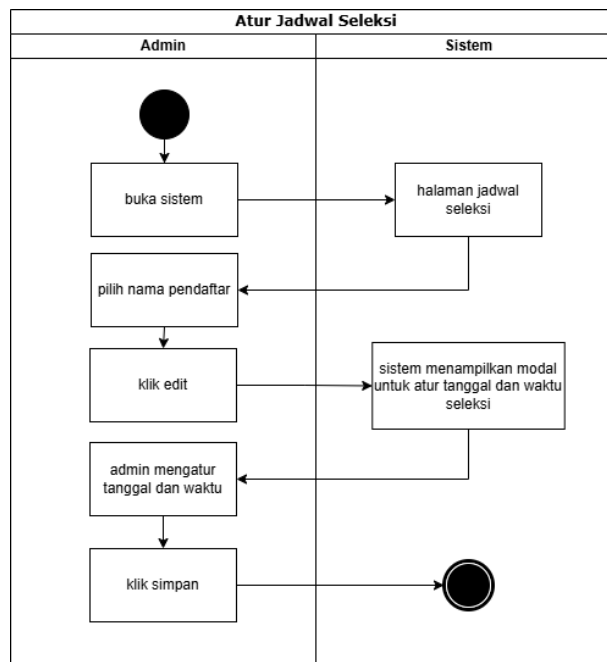 Atur Jadwal Seleksi
Admin
Sistem
buka sistem
halaman jadwal
seleksi
pilih nama pendaftar
klik edit
sistem menampilkan modal
untuk atur tanggal dan waktu
seleksi
admin mengatur
tanggal dan waktu
klik simpan